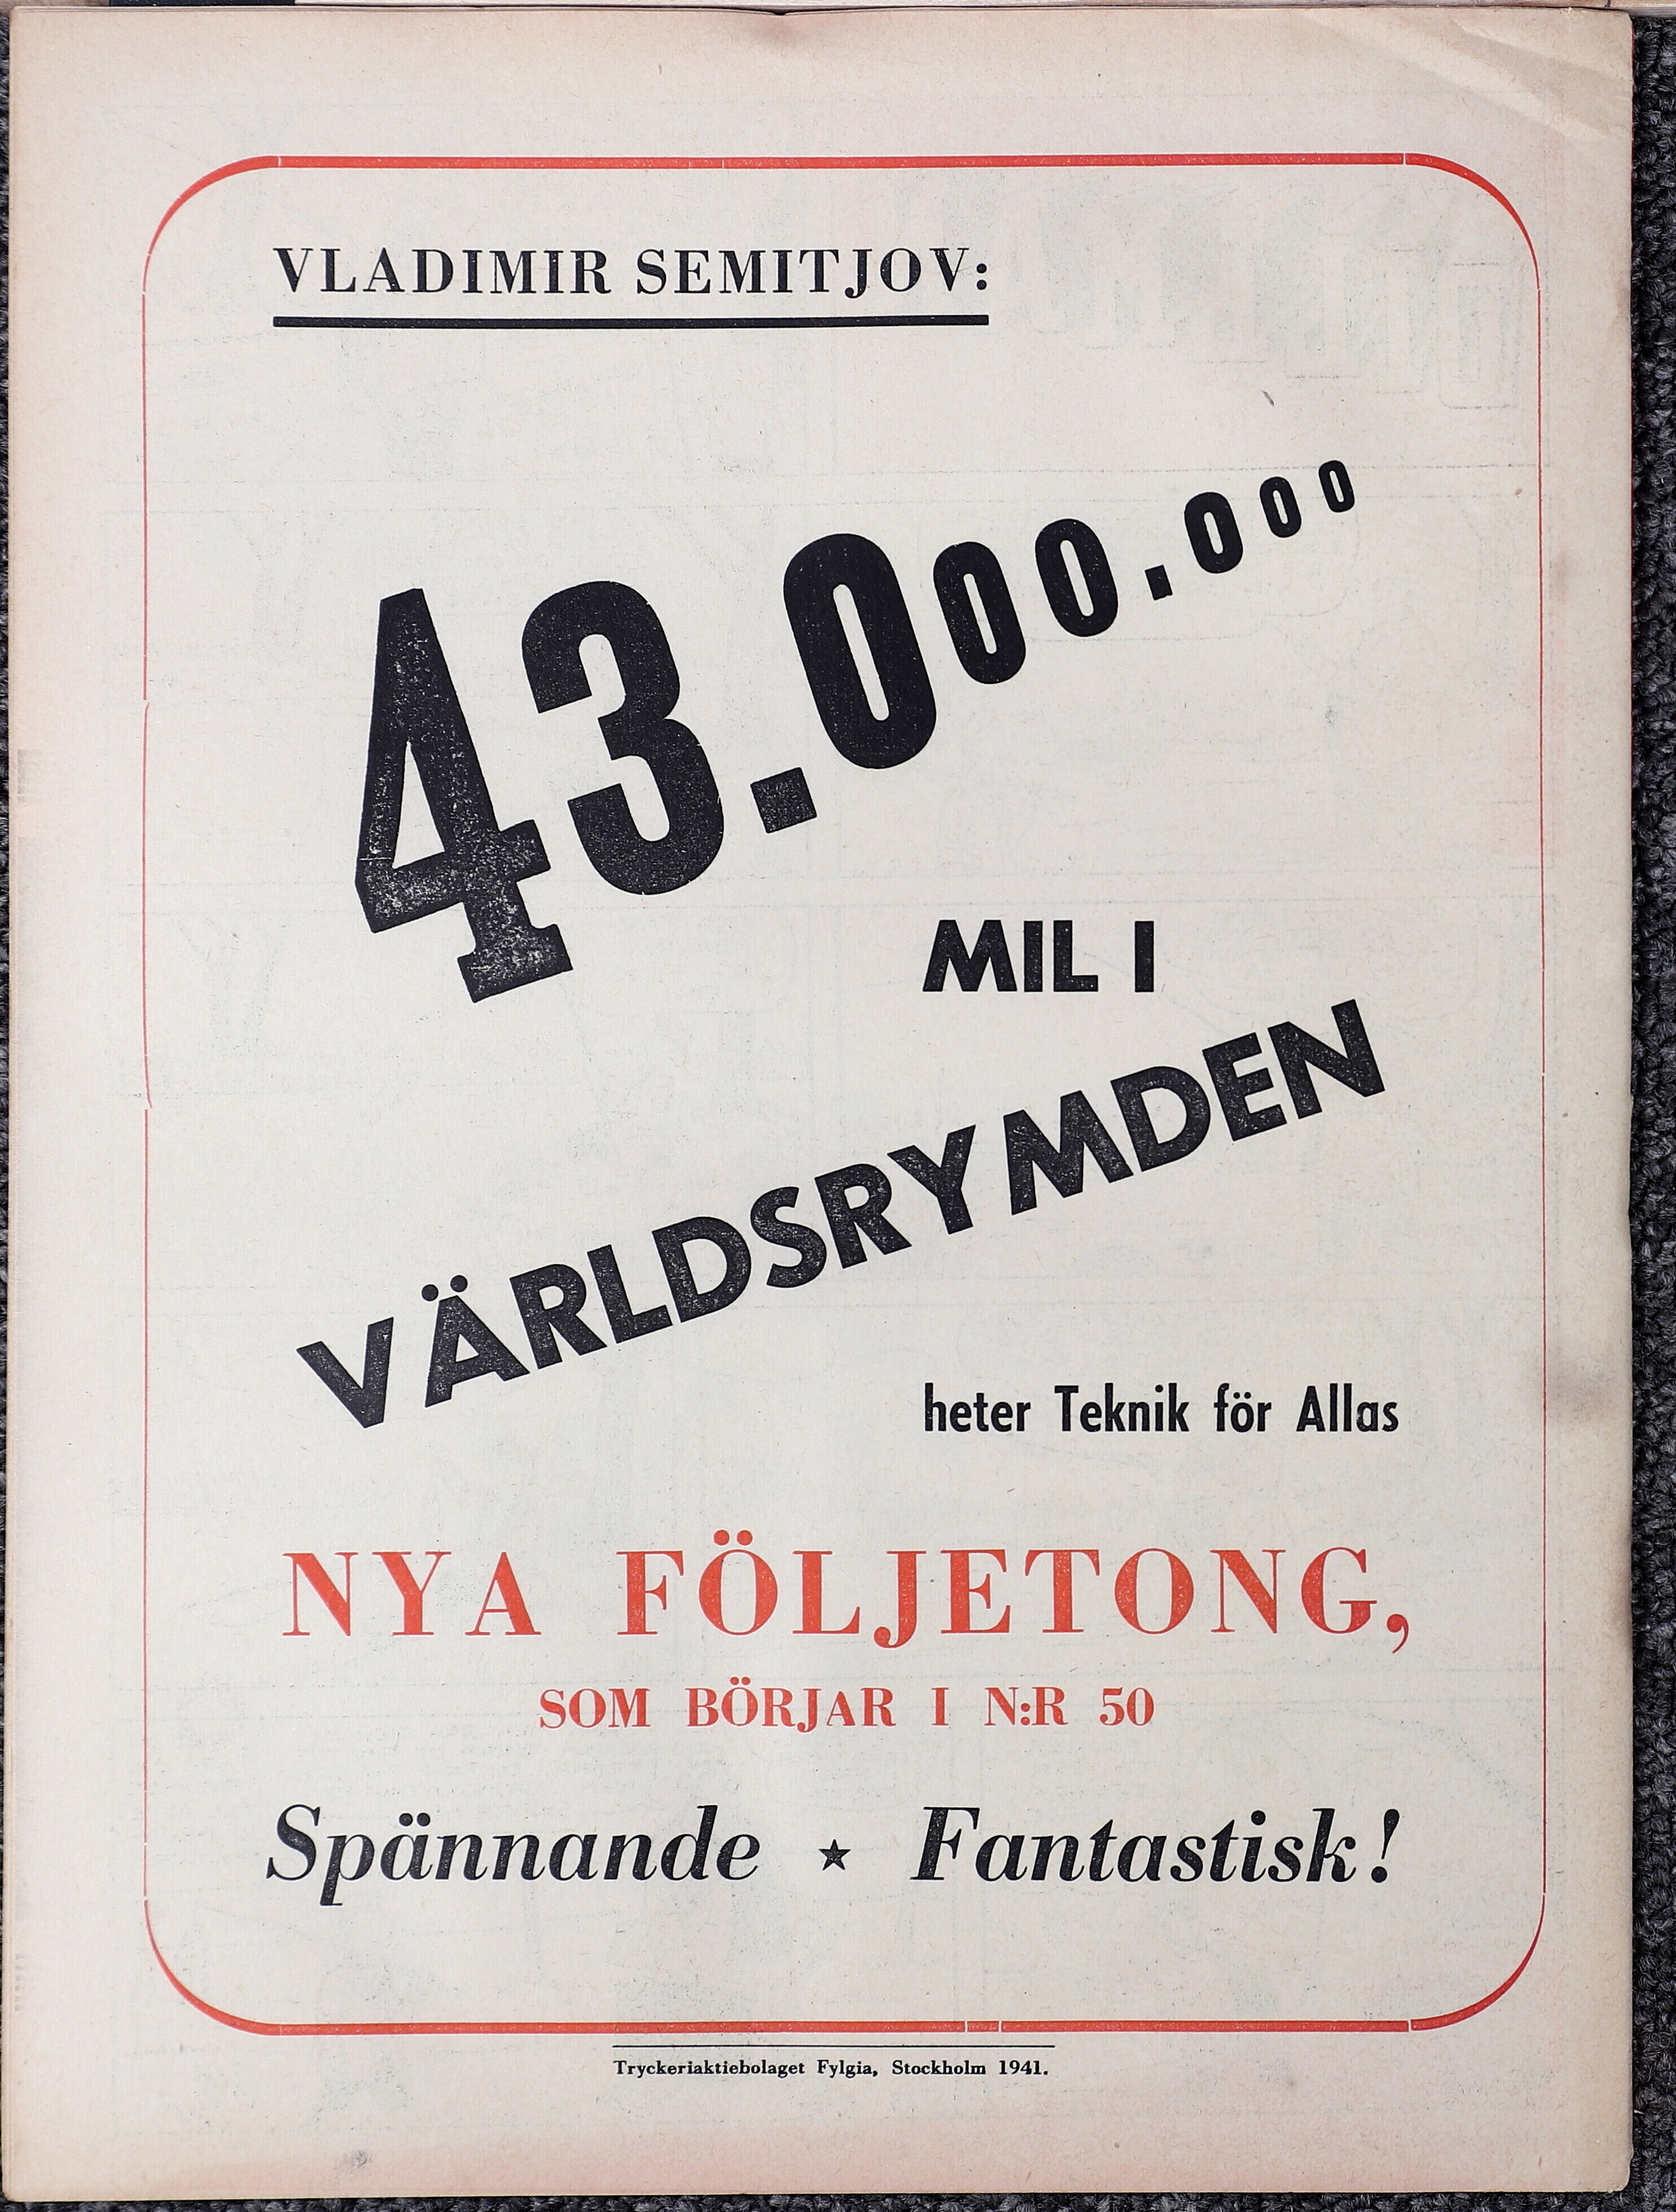 VLADIMIR SEMITJOV:
43.000.000
MIL I
VÄRLDSRYMDEN
heter Teknik för Allas
NYA FÖLJETONG,
SOM BÖRJAR I N:R 50
Spännande ★ Fantastisk!
Tryckeriaktiebolaget Fylgia, Stockholm 1941.